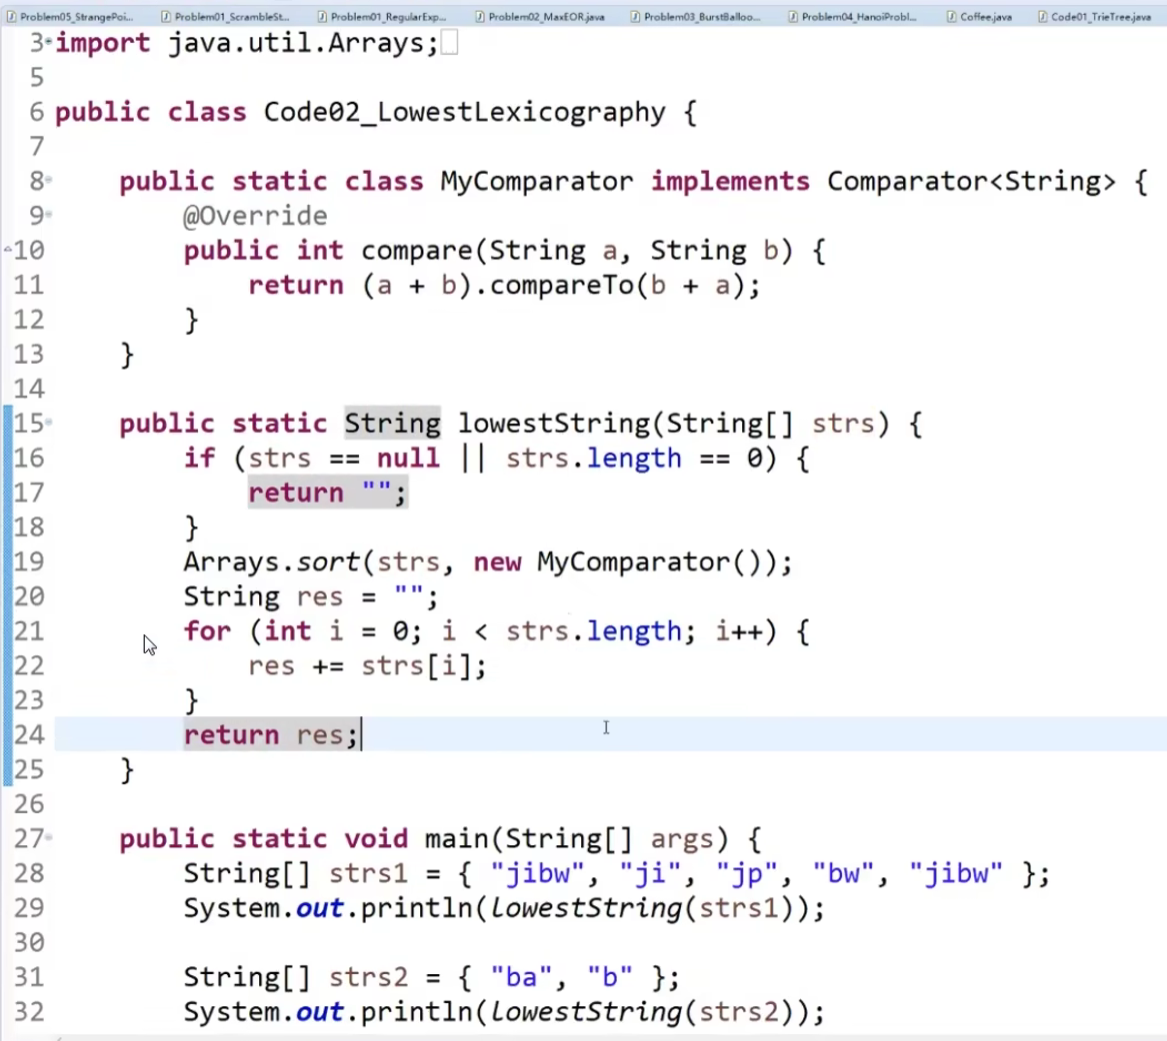 Problem05_StrangePoi... Problem01_ScrambleSt... Problem01_RegularExp... Problem02_MaxEOR.java Problem03_BurstBalloo... Problem04_HanoiProbl... Coffee.java Code01_TrieTree.java
3 import java.util.Arrays;
5
6 public class Code02_LowestLexicography {
7
8 public static class MyComparator implements Comparator<String> {
9 @Override
10 public int compare(String a, String b) {
11 return (a + b).compareTo(b + a);
12 }
13 }
14
15 public static String lowestString(String[] strs) {
16 if (strs == null || strs.length == 0) {
17 return "";
18 }
19 Arrays.sort(strs, new MyComparator());
20 String res = "";
21 for (int i = 0; i < strs.length; i++) {
22 res += strs[i];
23 }
24 return res;
25 }
26
27 public static void main(String[] args) {
28 String[] strs1 = { "jibw", "ji", "jp", "bw", "jibw" };
29 System.out.println(lowestString(strs1));
30
31 String[] strs2 = { "ba", "b" };
32 System.out.println(lowestString(strs2));